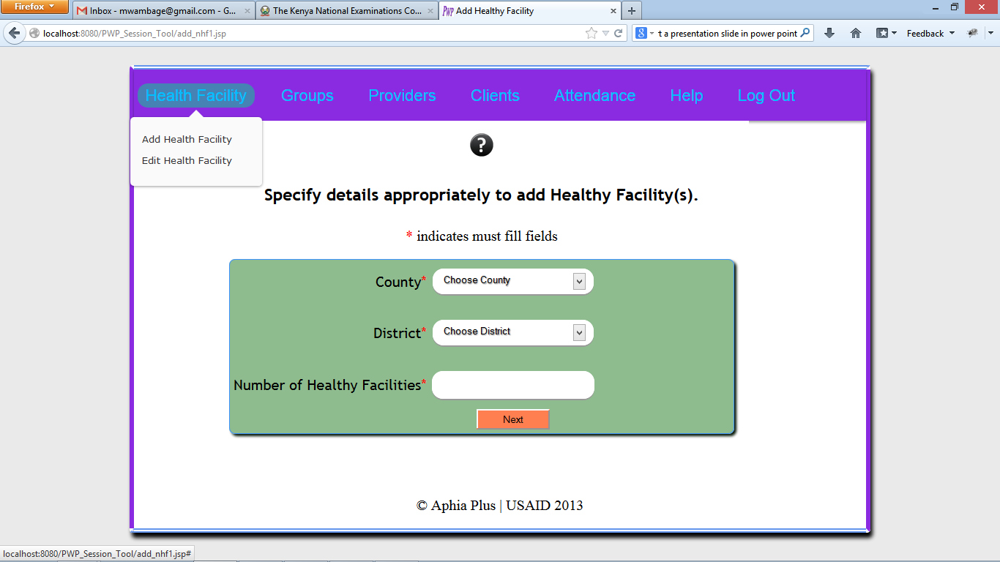 Firefox
Inbox - mwambage@gmail.com - G...
The Kenya National Examinations Co...
PWP Add Healthy Facility
localhost:8080/PWP_Session_Tool/add_nhf1.jsp
8 t a presentation slide in power point
Feedback
Health Facility Groups Providers Clients Attendance Help Log Out
Add Health Facility
Edit Health Facility
?
Specify details appropriately to add Healthy Facility(s).
* indicates must fill fields
County* Choose County
District* Choose District
Number of Healthy Facilities*
Next
© Aphia Plus | USAID 2013
localhost:8080/PWP_Session_Tool/add_nhf1.jsp#